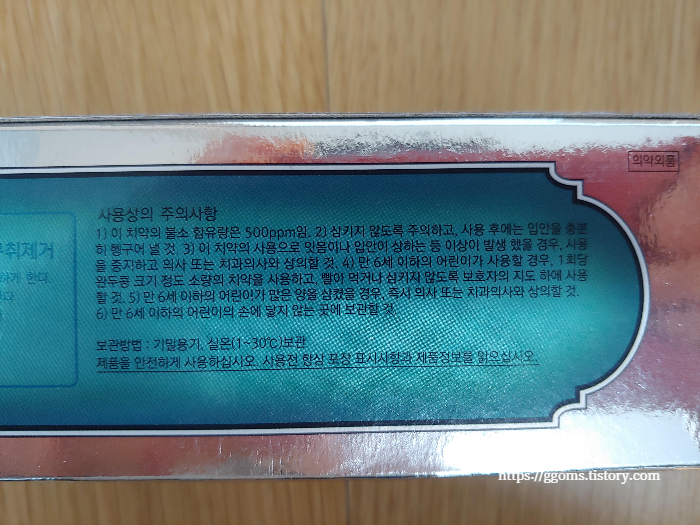 의약외품
사용상의 주의사항
1) 이 치약의 불소 함유량은 500ppm임. 2) 삼키지 않도록 주의하고, 사용 후에는 입안을 충분
히 헹구어 낼 것. 3) 이 치약의 사용으로 잇몸이나 입안이 상하는 등 이상이 발생 했을 경우, 사용
을 중지하고 의사 또는 치과의사와 상의할 것. 4) 만 6세 이하의 어린이가 사용할 경우, 1회당
완두콩 크기 정도 소량의 치약을 사용하고, 빨아 먹거나 삼키지 않도록 보호자의 지도 하에 사용
할 것. 5) 만 6세 이하의 어린이가 많은 양을 삼켰을 경우, 즉시 의사 또는 치과의사와 상의할 것.
6) 만 6세 이하의 어린이의 손에 닿지 않는 곳에 보관할 것.
보관방법 : 기밀용기, 실온(1~30℃)보관
제품을 안전하게 사용하십시오. 사용전 항상 포장 표시사항과 제품정보를 읽으십시오.
취제거
하게 한다
https://ggoms.tistory.com